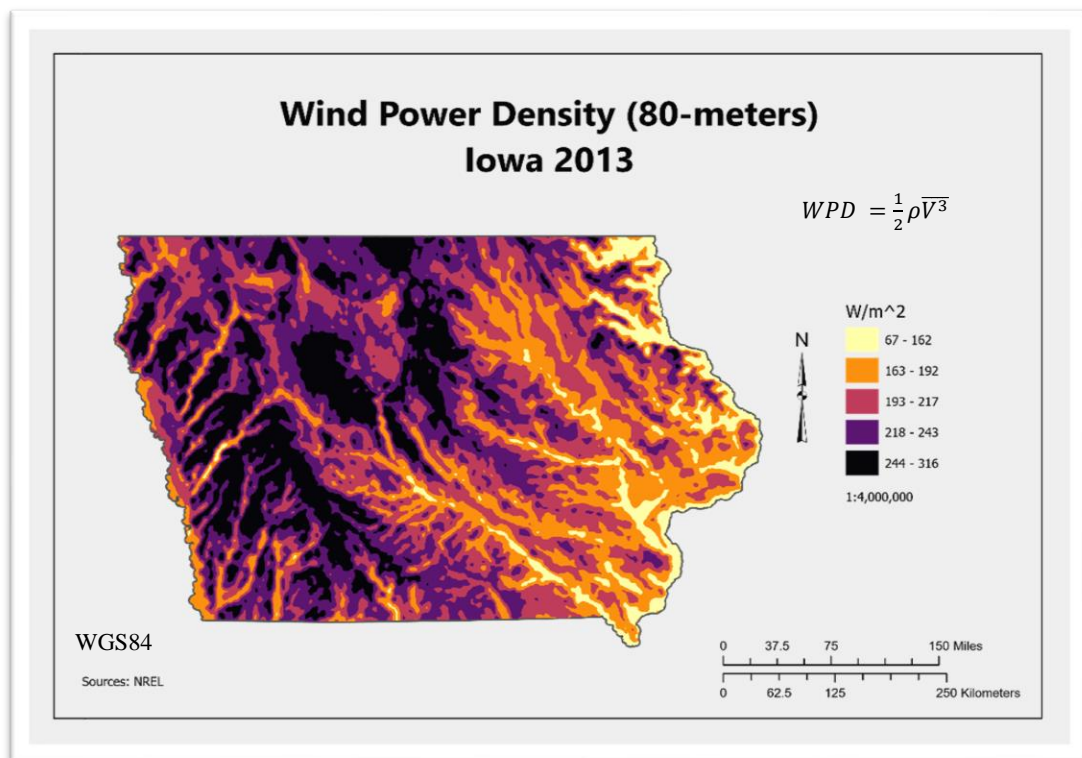 Wind Power Density (80-meters)
Iowa 2013
WPD = 1/2 ρV̅³
W/m^2
67 - 162
163 - 192
193 - 217
218 - 243
244 - 316
1:4,000,000
N
WGS84
Sources: NREL
0 37.5 75 150 Miles
0 62.5 125 250 Kilometers